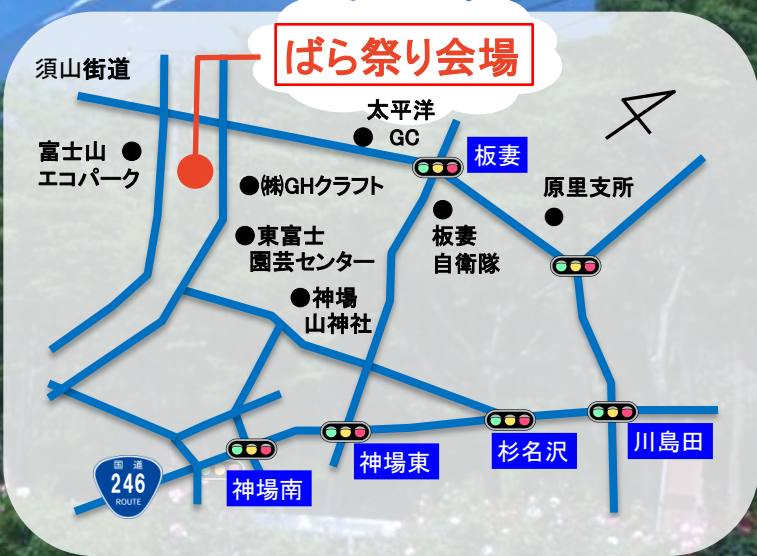 ばら祭り会場
須山街道
太平洋
GC
板妻
富士山
エコパーク
㈱GHクラフト
原里支所
東富士
園芸センター
板妻
自衛隊
神場
山神社
川島田
杉名沢
神場東
神場南
国道
246
ROUTE